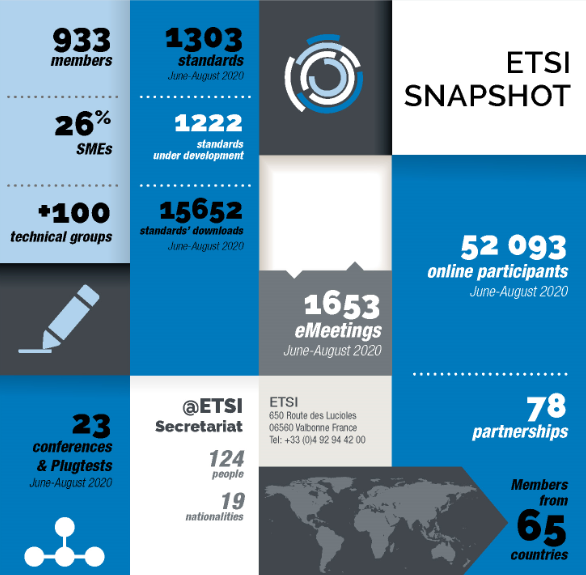 933
members
26%
SMEs
+100
technical groups
1303
standards
June-August 2020
1222
standards
under development
15652
standards' downloads
June-August 2020
ETSI
SNAPSHOT
52 093
online participants
June-August 2020
1653
eMeetings
June-August 2020
78
partnerships
23
conferences
& Plugtests
June-August 2020
@ETSI
Secretariat
124
people
19
nationalities
ETSI
650 Route des Lucioles
06560 Valbonne France
Tel: +33 (0)4 92 94 42 00
Members
from
65
countries